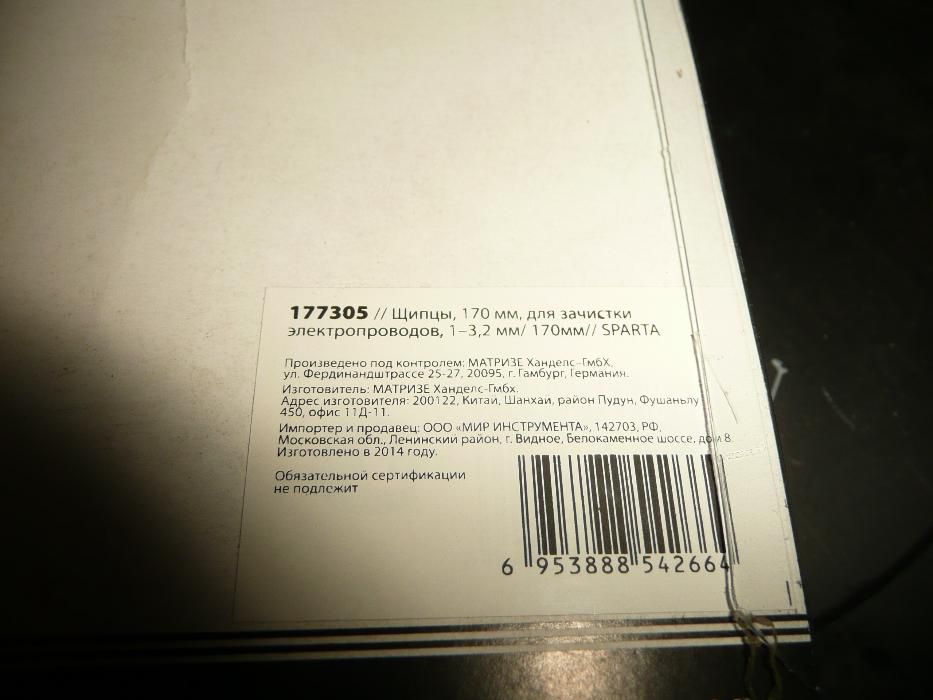 177305 // Щипцы, 170 мм, для зачистки
электропроводов, 1–3,2 мм/ 170мм// SPARTA
Произведено под контролем: МАТРИЗЕ Ханделс-ГмбХ,
ул. Фердинандштрассе 25-27, 20095, г. Гамбург, Германия.
Изготовитель: МАТРИЗЕ Ханделс-Гмбх.
Адрес изготовителя: 200122, Китай, Шанхай, район Пудун, Фушаньлу
450, офис 11Д-11.
Импортер и продавец: ООО «МИР ИНСТРУМЕНТА», 142703, РФ,
Московская обл., Ленинский район, г. Видное, Белокаменное шоссе, дом 8.
Изготовлено в 2014 году.
Обязательной сертификации
не подлежит
6 953888 542664